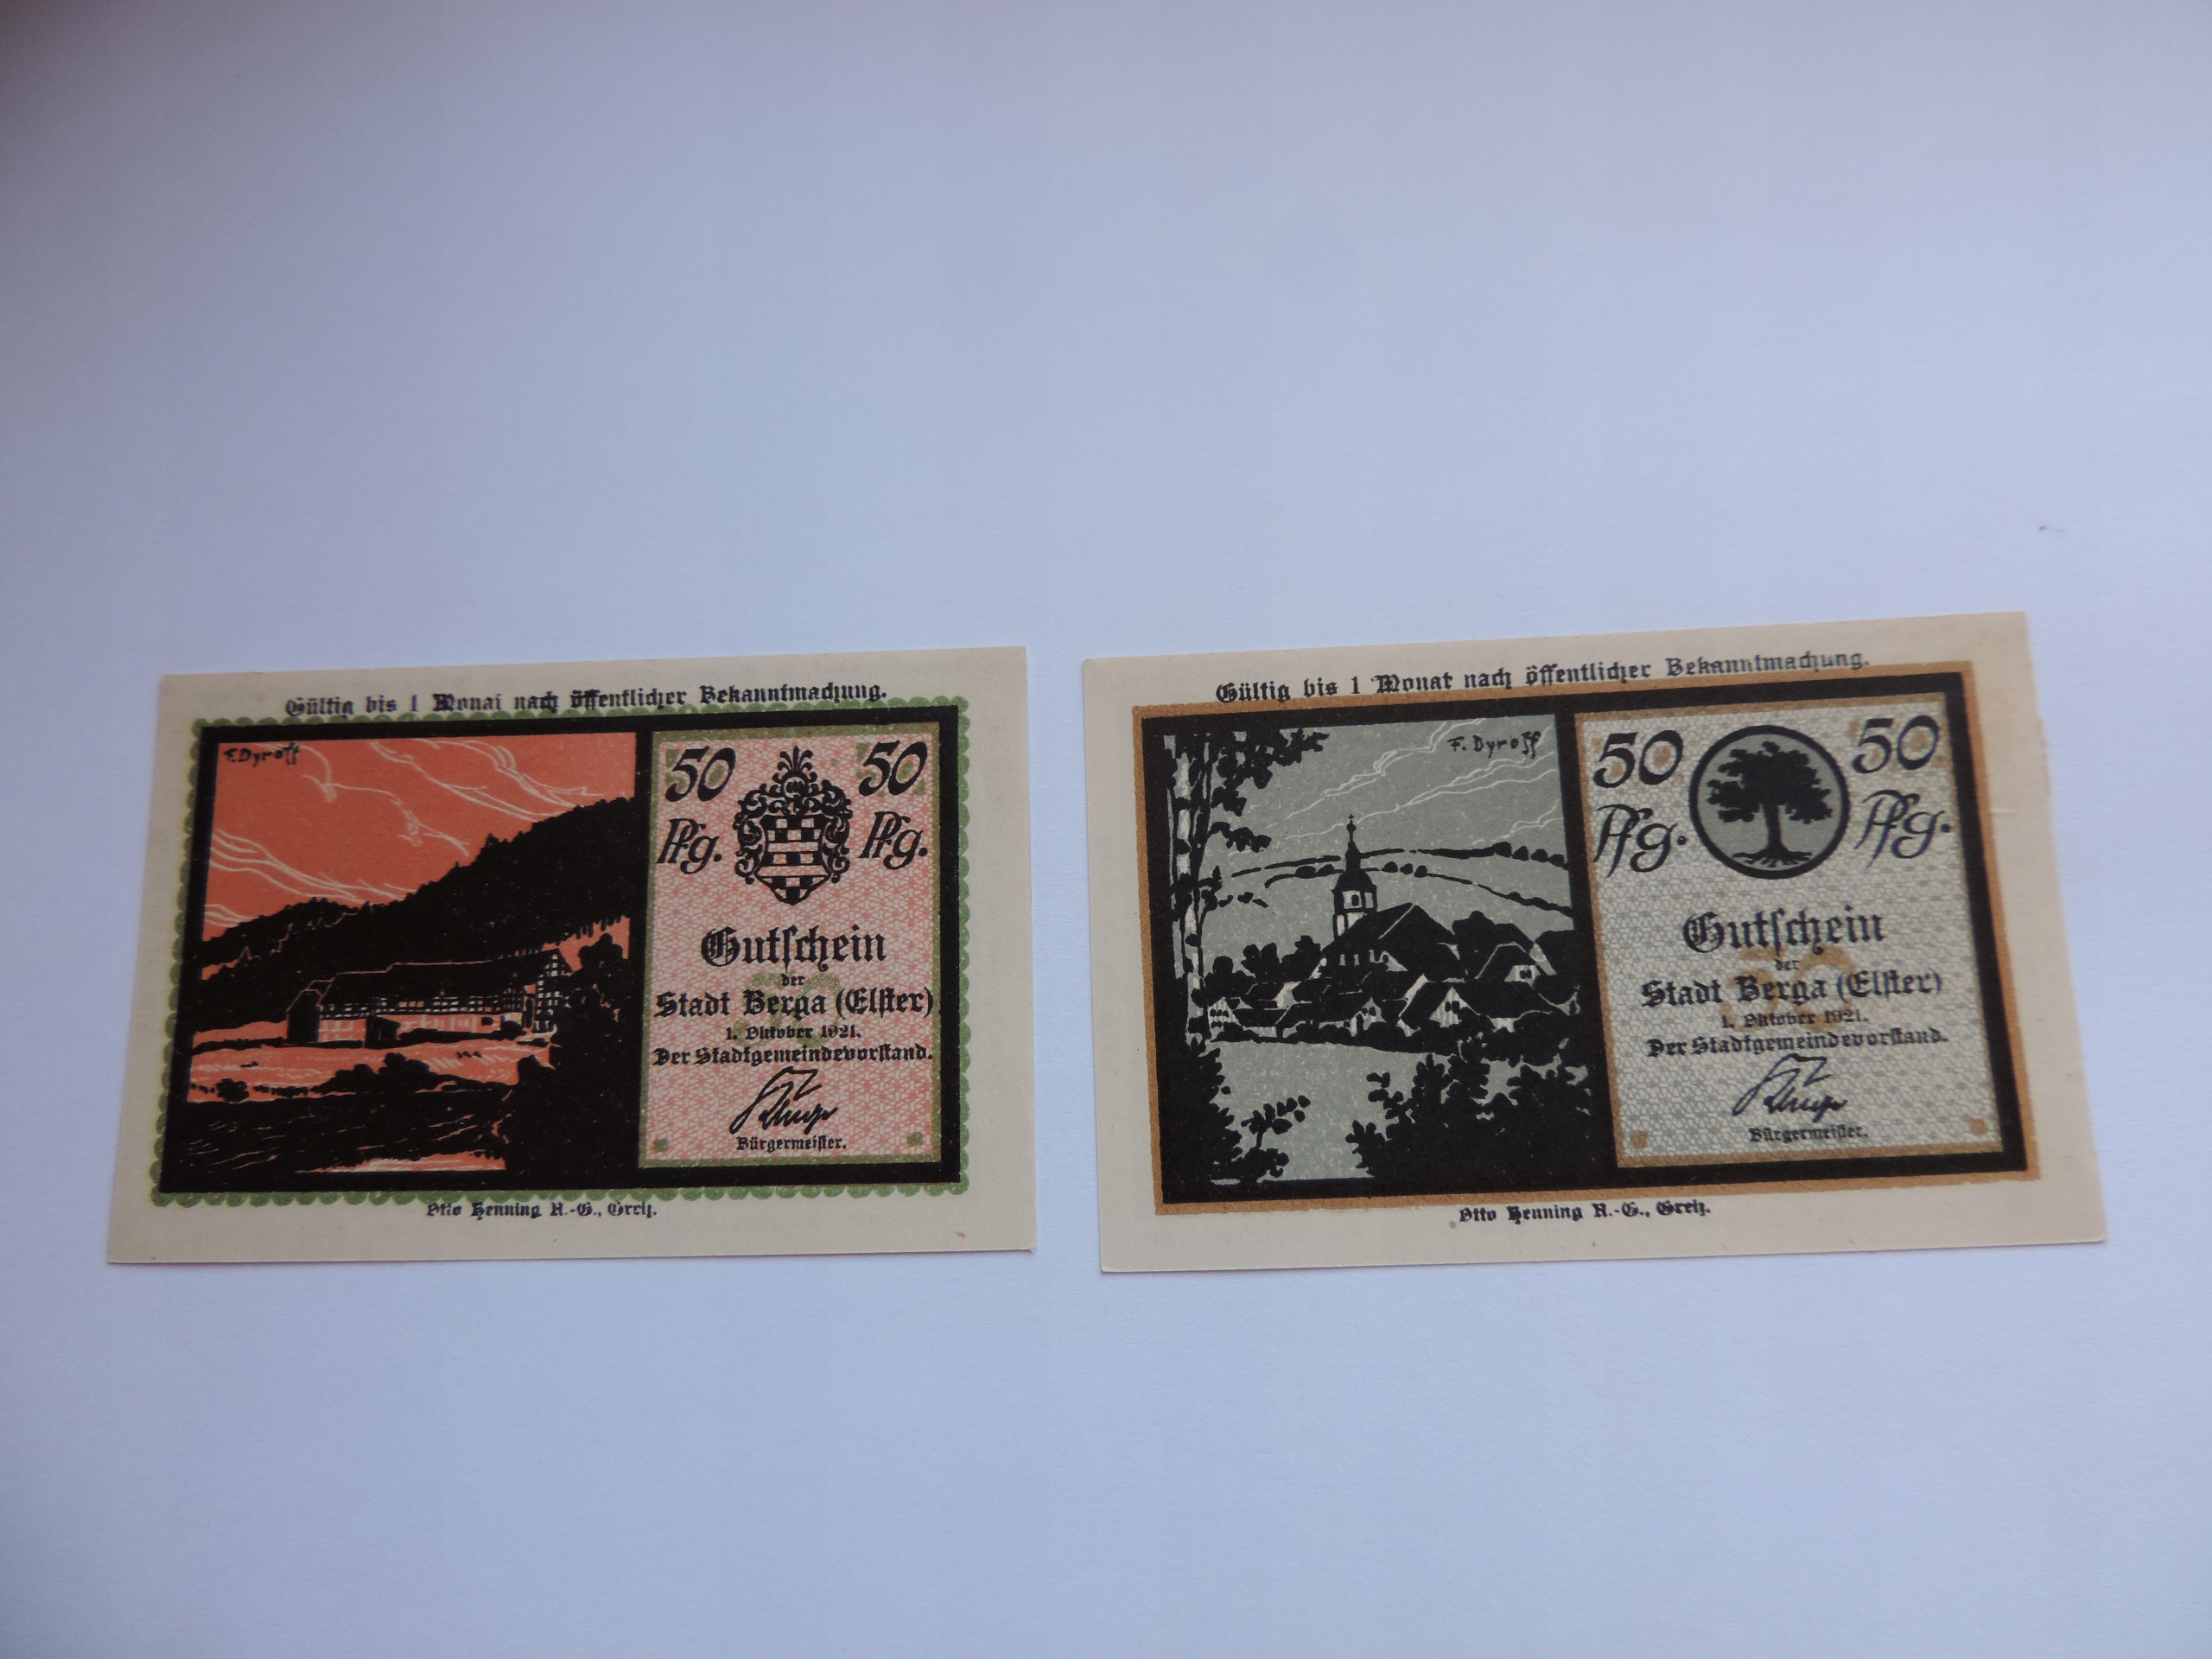 Gültig bis 1 Monat nach öffentlicher Bekanntmachung.
F. Dyroff
50 50
Pfg. Pfg.
Gutschein
der
Stadt Berga (Elster)
1. Oktober 1921.
Der Stadtgemeindevorstand.
Bürgermeister.
Otto Henning A.-G., Greiz.
Gültig bis 1 Monat nach öffentlicher Bekanntmachung.
F. Dyroff
50 50
Pfg. Pfg.
Gutschein
der
Stadt Berga (Elster)
1. Oktober 1921.
Der Stadtgemeindevorstand.
Bürgermeister.
Otto Henning A.-G., Greiz.